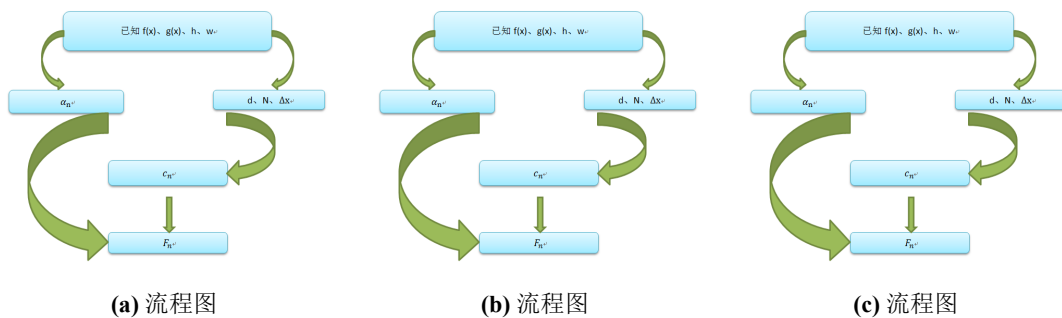 已知 f(x)、g(x)、h、w↵
αₙ↵
d、N、Δx↵
cₙ↵
Fₙ↵
(a) 流程图
已知 f(x)、g(x)、h、w↵
αₙ↵
d、N、Δx↵
cₙ↵
Fₙ↵
(b) 流程图
已知 f(x)、g(x)、h、w↵
αₙ↵
d、N、Δx↵
cₙ↵
Fₙ↵
(c) 流程图